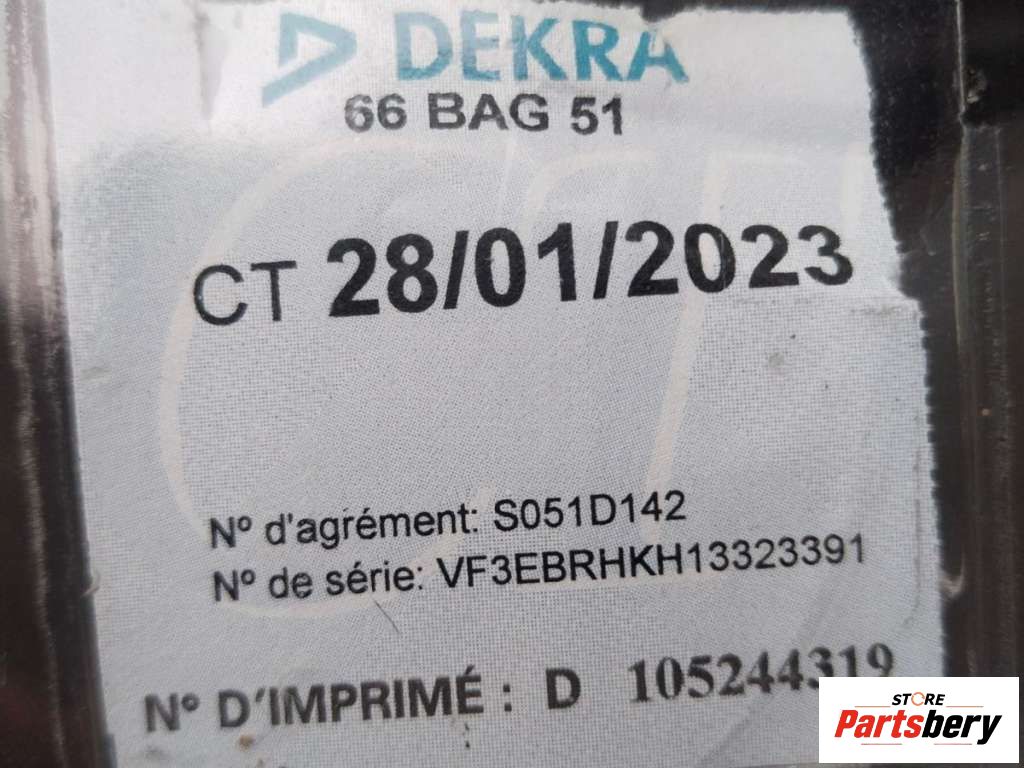 DEKRA
66 BAG 51
CT 28/01/2023
N° d'agrément: S051D142
N° de série: VF3EBRHKH13323391
N° D'IMPRIMÉ : D 105244319
STORE
Partsbery